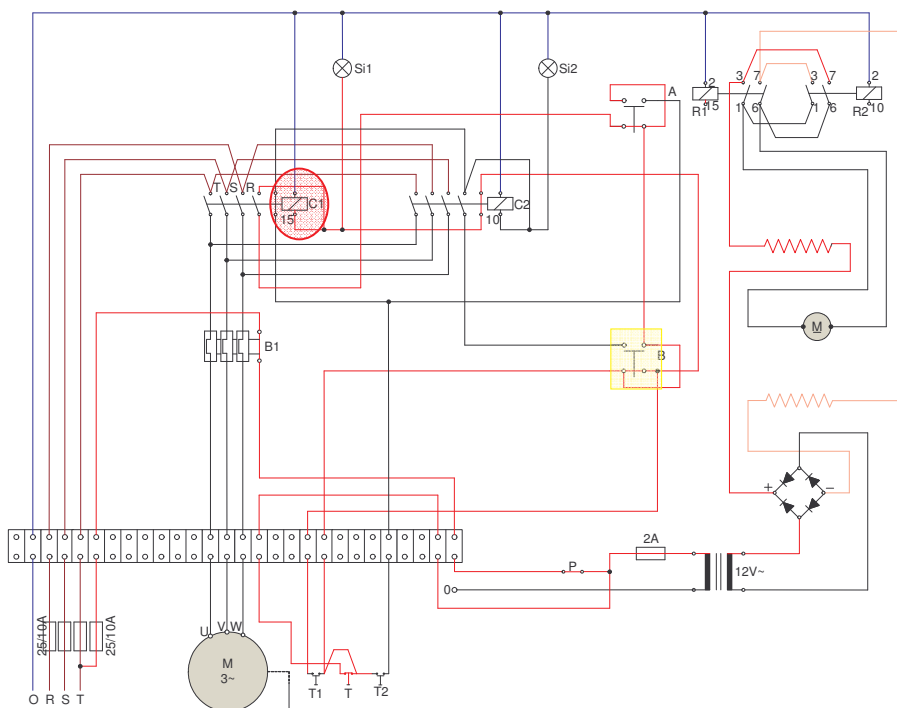 Si1
Si2
A
2
15
R1
3 7
1 6
3 7
1 6
2
10
R2
T S R
C1
15
C2
10
B1
B
M
+
–
2A
P
12V~
0
25/10A
25/10A
U V W
M
3~
T1
T
T2
O R S T